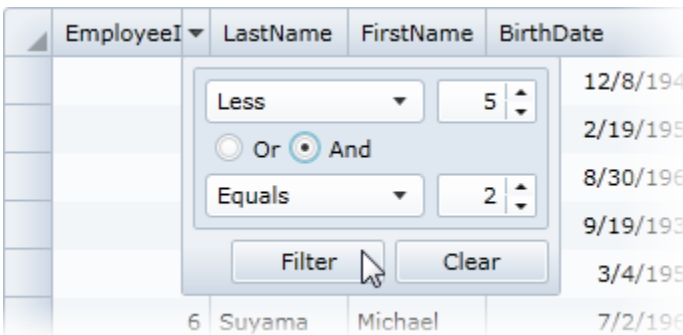 EmployeeI LastName FirstName BirthDate
12/8/194
Less 5
2/19/195
Or And
8/30/196
Equals 2
9/19/193
Filter Clear
3/4/195
6 Suyama Michael 7/2/196